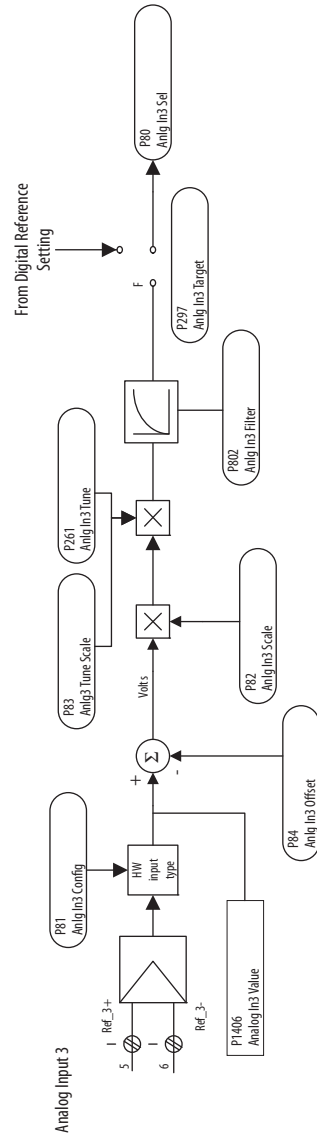 Analog Input 3
5
I
Ref_3+
6
I
Ref_3-
P81
Anlg In3 Config
HW
input
type
P1406
Analog In3 Value
+
Σ
-
P84
Anlg In3 Offset
Volts
P82
Anlg In3 Scale
P83
Anlg3 Tune Scale
P261
Anlg In3 Tune
P802
Anlg In3 Filter
F
From Digital Reference
Setting
P297
Anlg In3 Target
P80
Anlg In3 Sel